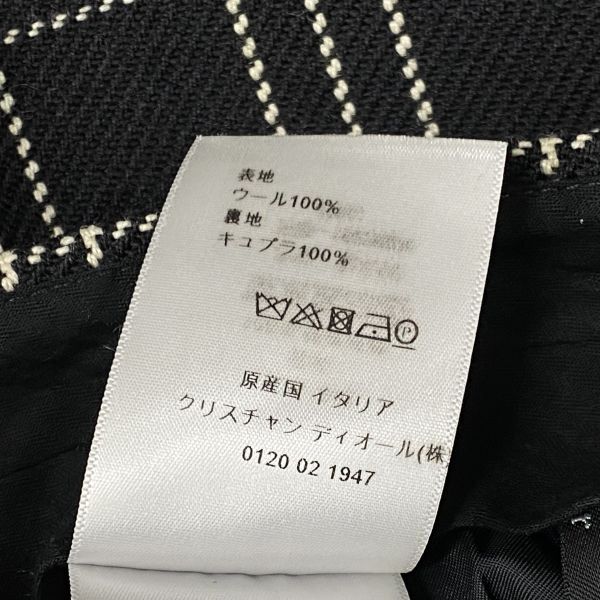 表地
ウール100%
裏地
キュプラ100%
P
原産国 イタリア
クリスチャン ディオール(株)
0120 02 1947